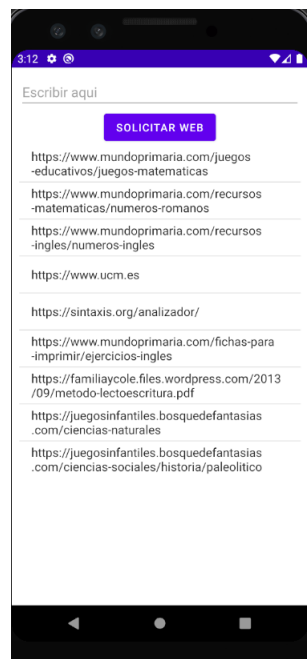 3:12
Escribir aqui
SOLICITAR WEB
https://www.mundoprimaria.com/juegos
-educativos/juegos-matematicas
https://www.mundoprimaria.com/recursos
-matematicas/numeros-romanos
https://www.mundoprimaria.com/recursos
-ingles/numeros-ingles
https://www.ucm.es
https://sintaxis.org/analizador/
https://www.mundoprimaria.com/fichas-para
-imprimir/ejercicios-ingles
https://familiaycole.files.wordpress.com/2013
/09/metodo-lectoescritura.pdf
https://juegosinfantiles.bosquedefantasias
.com/ciencias-naturales
https://juegosinfantiles.bosquedefantasias
.com/ciencias-sociales/historia/paleolitico